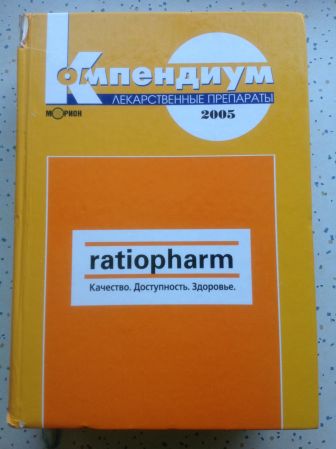 Компендиум
ЛЕКАРСТВЕННЫЕ ПРЕПАРАТЫ
МОРИОН
2005
ratiopharm
Качество. Доступность. Здоровье.